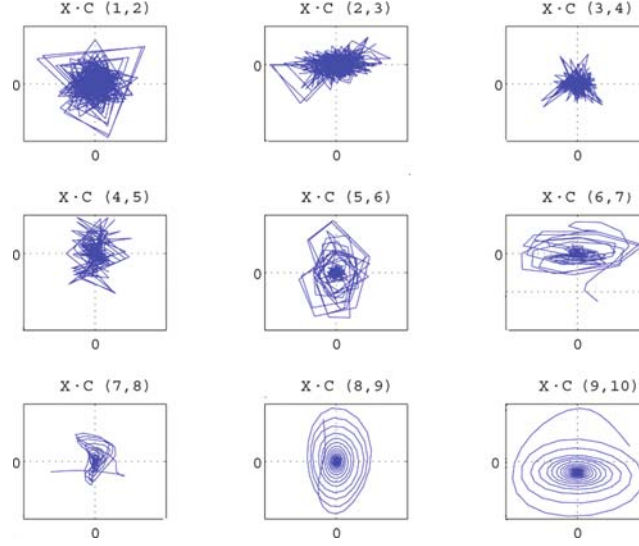 X·C (1,2) X·C (2,3) X·C (3,4)
0 0 0
0 0 0
X·C (4,5) X·C (5,6) X·C (6,7)
0 0 0
0 0 0
X·C (7,8) X·C (8,9) X·C (9,10)
0 0 0
0 0 0